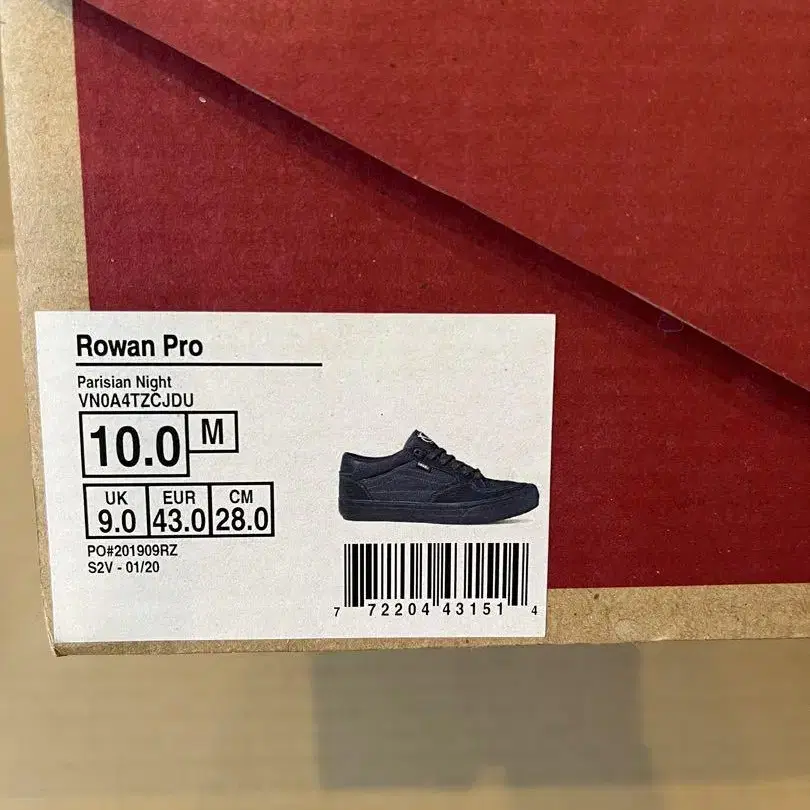 Rowan Pro
Parisian Night
VN0A4TZCJDU
10.0 M
UK EUR CM
9.0 43.0 28.0
PO#201909RZ
S2V - 01/20
7 72204 43151 4